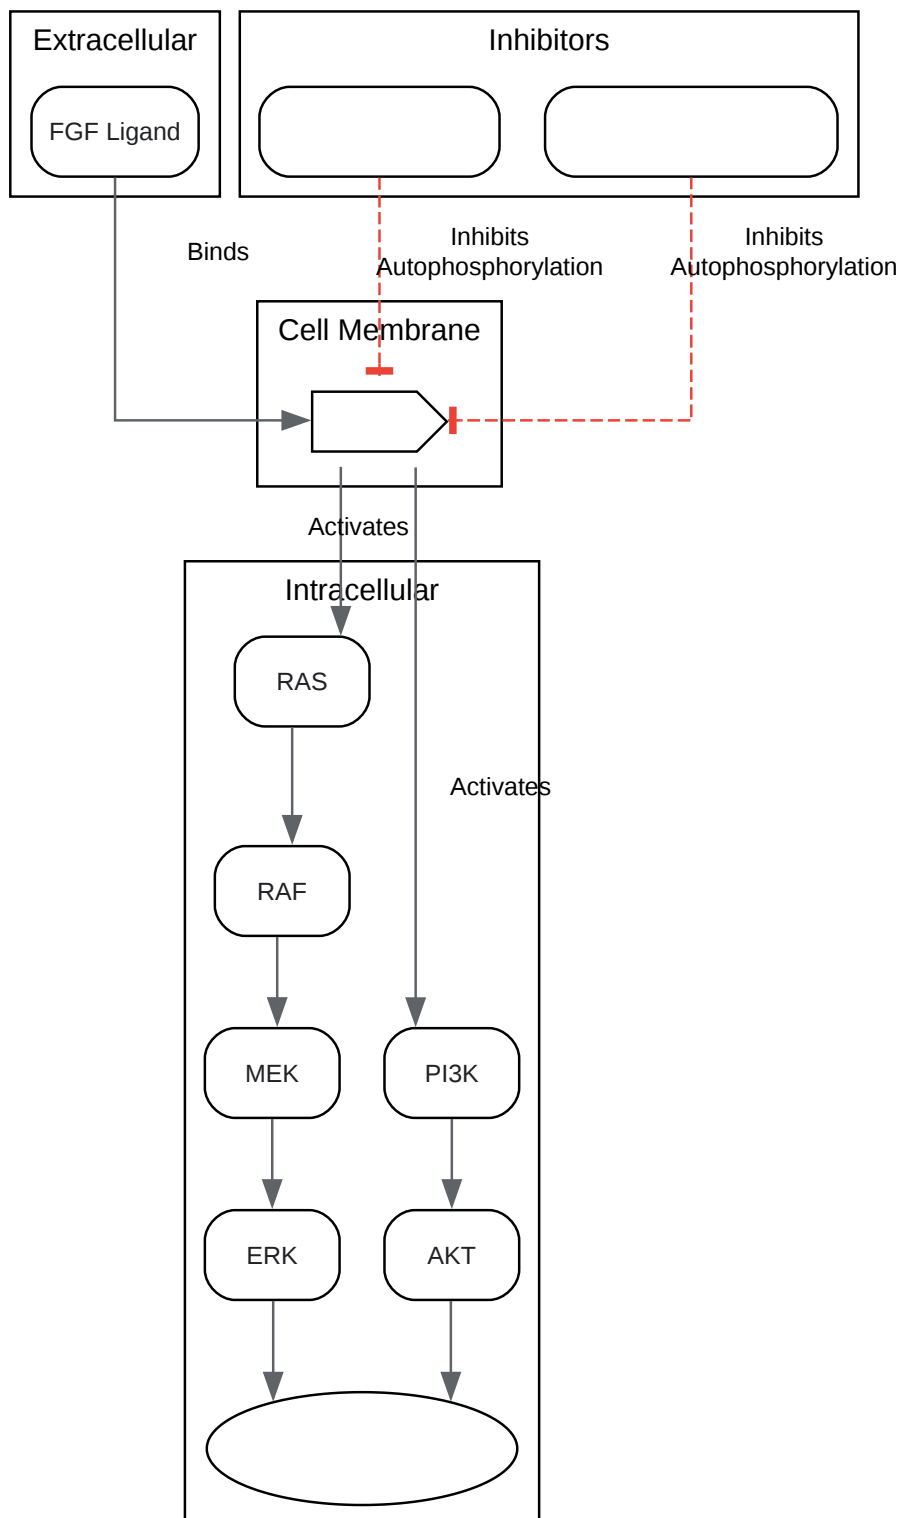 Extracellular
Inhibitors
FGF Ligand
Binds
Inhibits
Autophosphorylation
Inhibits
Autophosphorylation
Cell Membrane
Activates
Intracellular
RAS
Activates
RAF
MEK
PI3K
ERK
AKT